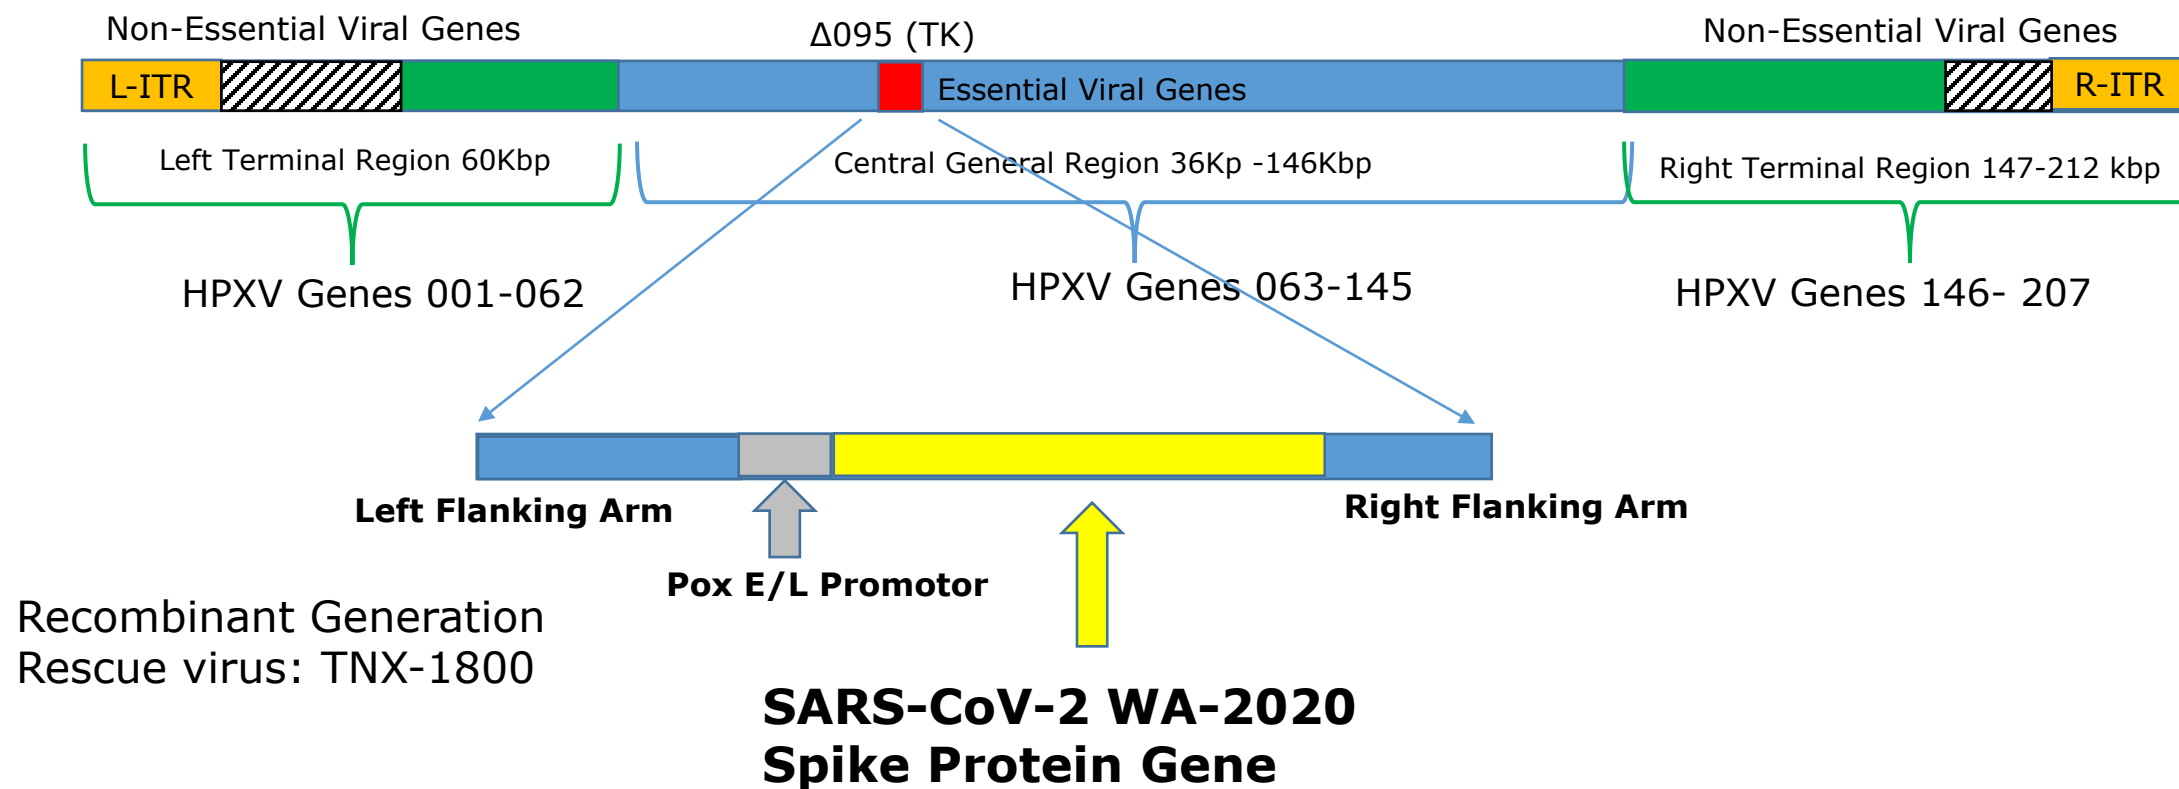 Non-Essential Viral Genes
Δ095 (TK)
Non-Essential Viral Genes
L-ITR
Essential Viral Genes
R-ITR
Left Terminal Region 60Kbp
Central General Region 36Kp -146Kbp
Right Terminal Region 147-212 kbp
HPXV Genes 001-062
HPXV Genes 063-145
HPXV Genes 146- 207
Left Flanking Arm
Right Flanking Arm
Pox E/L Promotor
Recombinant Generation
Rescue virus: TNX-1800
SARS-CoV-2 WA-2020
Spike Protein Gene